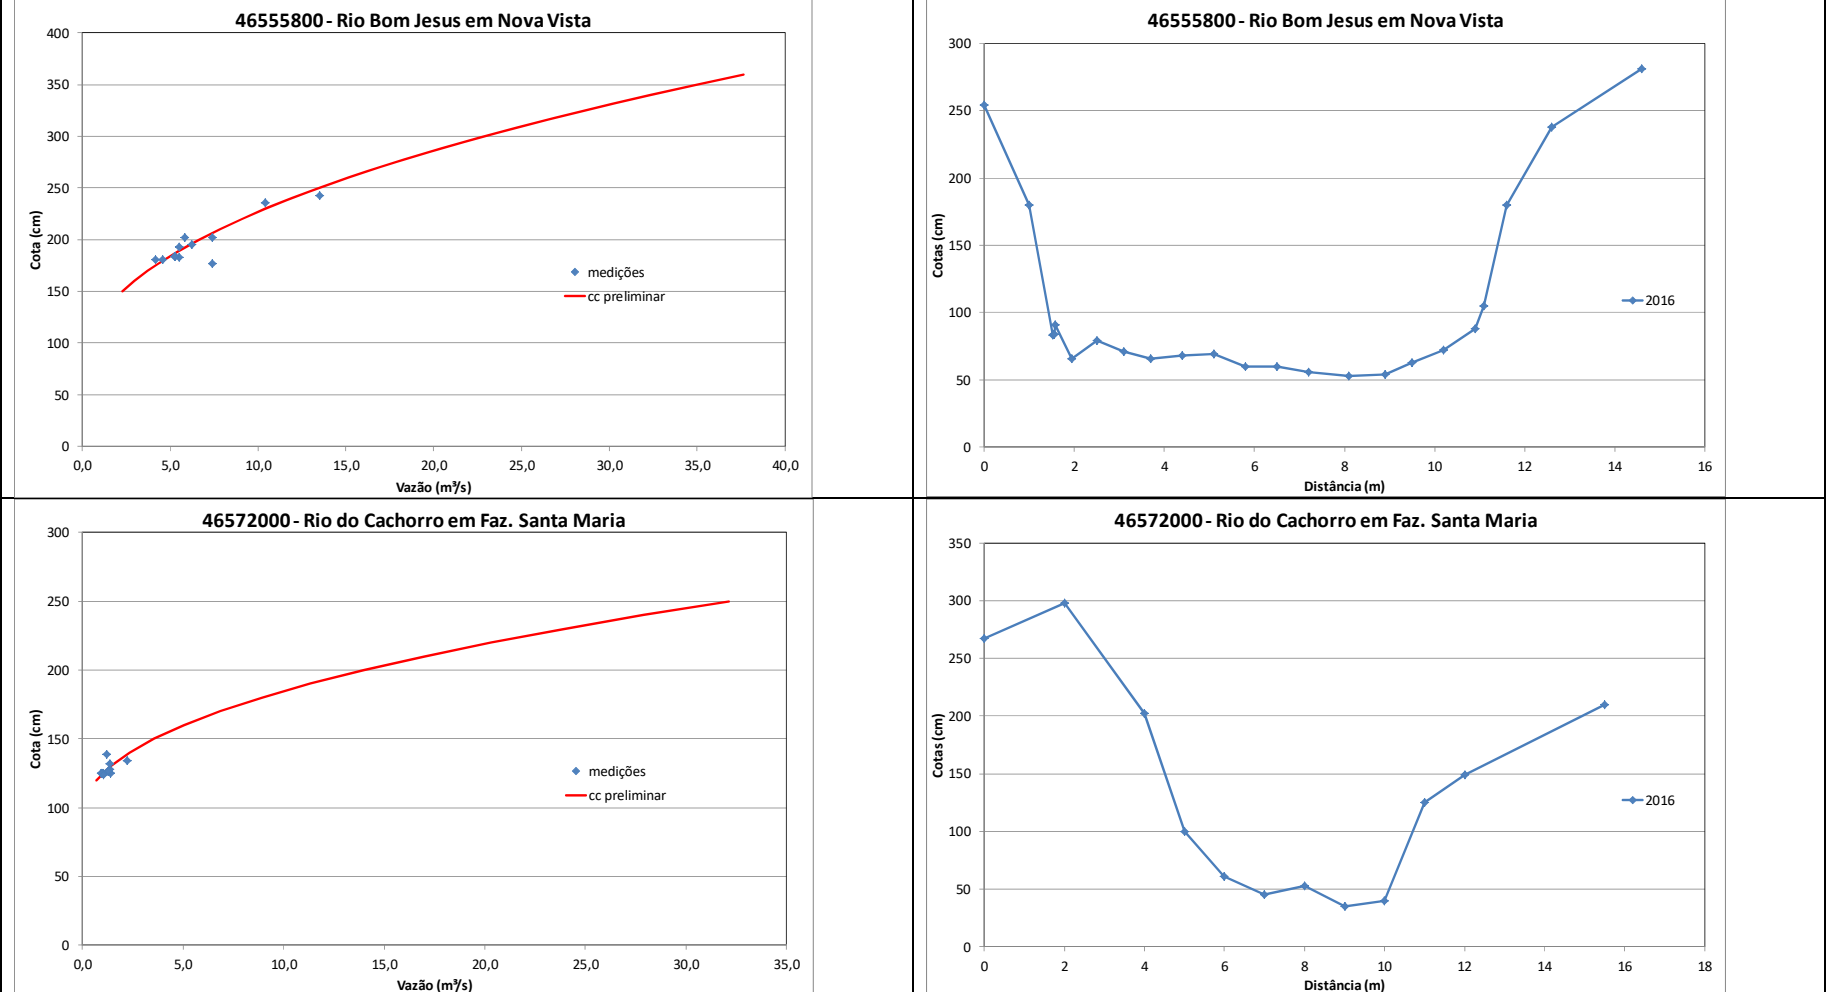 46555800 - Rio Bom Jesus em Nova Vista
400
350
300
250
200
150
100
50
0
Cota (cm)
medições
cc preliminar
0,0 5,0 10,0 15,0 20,0 25,0 30,0 35,0 40,0
Vazão (m³/s)
46555800 - Rio Bom Jesus em Nova Vista
300
250
200
150
100
50
0
Cotas (cm)
2016
0 2 4 6 8 10 12 14 16
Distância (m)
46572000 - Rio do Cachorro em Faz. Santa Maria
300
250
200
150
100
50
0
Cota (cm)
medições
cc preliminar
0,0 5,0 10,0 15,0 20,0 25,0 30,0 35,0
Vazão (m³/s)
46572000 - Rio do Cachorro em Faz. Santa Maria
350
300
250
200
150
100
50
0
Cotas (cm)
2016
0 2 4 6 8 10 12 14 16 18
Distância (m)